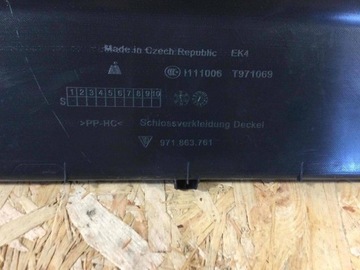 Made in Czech Republic EK4
I111006 T971069
1 2 3 4 5 6 7 8 9 10
S
>PP-HC< Schlossverkleidung Deckel
971.863.761